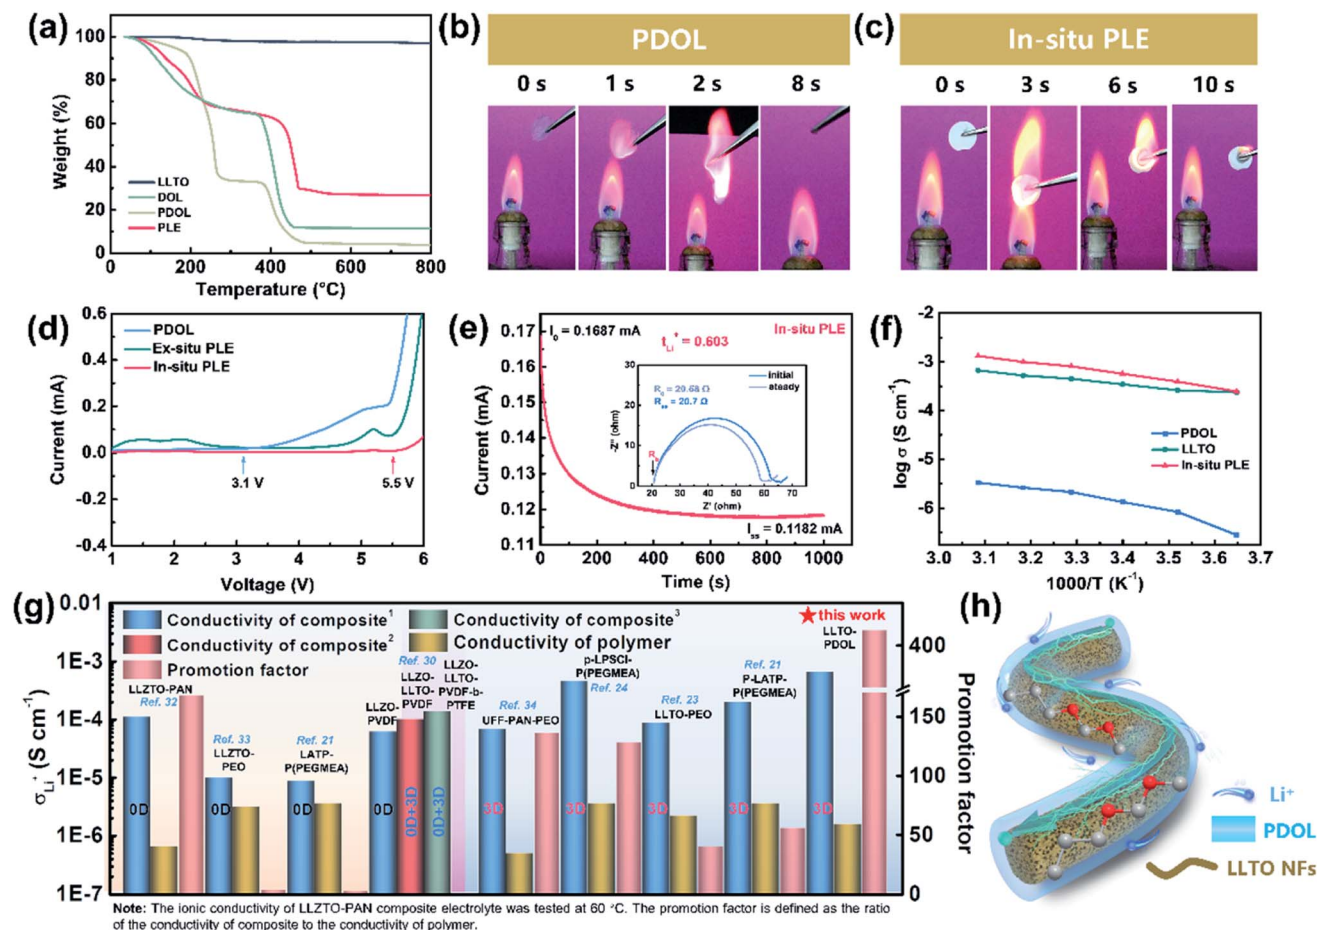 (a)
100
80
60
40
20
0
Weight (%)
LLTO
DOL
PDOL
PLE
0
200
400
600
800
Temperature (°C)
(b)
PDOL
0 s
1 s
2 s
8 s
(c)
In-situ PLE
0 s
3 s
6 s
10 s
(d)
0.6
0.4
0.2
0.0
-0.2
-0.4
Current (mA)
PDOL
Ex-situ PLE
In-situ PLE
3.1 V
5.5 V
1
2
3
4
5
6
Voltage (V)
(e)
0.17
0.16
0.15
0.14
0.13
0.12
0.11
Current (mA)
I₀ = 0.1687 mA
In-situ PLE
tLi⁺ = 0.603
30
20
10
0
-Z'' (ohm)
initial
steady
R₀ = 20.68 Ω
Rss = 20.7 Ω
10
20
30
40
50
60
70
80
Z' (ohm)
Iss = 0.1182 mA
0
200
400
600
800
1000
Time (s)
(f)
-2
-3
-4
-5
-6
log σ (S cm⁻¹)
PDOL
LLTO
In-situ PLE
3.0
3.1
3.2
3.3
3.4
3.5
3.6
3.7
1000/T (K⁻¹)
(g)
0.01
1E-3
1E-4
1E-5
1E-6
1E-7
σLi⁺ (S cm⁻¹)
Conductivity of composite¹
Conductivity of composite²
Promotion factor
Conductivity of composite³
Conductivity of polymer
★this work
LLZTO-PAN
Ref. 32
0D
Ref. 33
LLZTO-
PEO
0D
Ref. 21
LATP-
P(PEGMEA)
0D
LLZO-
PVDF
0D
Ref. 30
LLZO-
LLTO-
PVDF
0D+3D
LLZO-
LLTO-
PVDF-b-
PTFE
0D+3D
Ref. 34
UFF-PAN-PEO
3D
p-LPSCl-
P(PEGMEA)
Ref. 24
3D
Ref. 23
LLTO-PEO
3D
Ref. 21
P-LATP-
P(PEGMEA)
3D
LLTO-
PDOL
3D
400
150
100
50
0
Promotion factor
Note: The ionic conductivity of LLZTO-PAN composite electrolyte was tested at 60 °C. The promotion factor is defined as the ratio
of the conductivity of composite to the conductivity of polymer.
(h)
Li⁺
PDOL
LLTO NFs